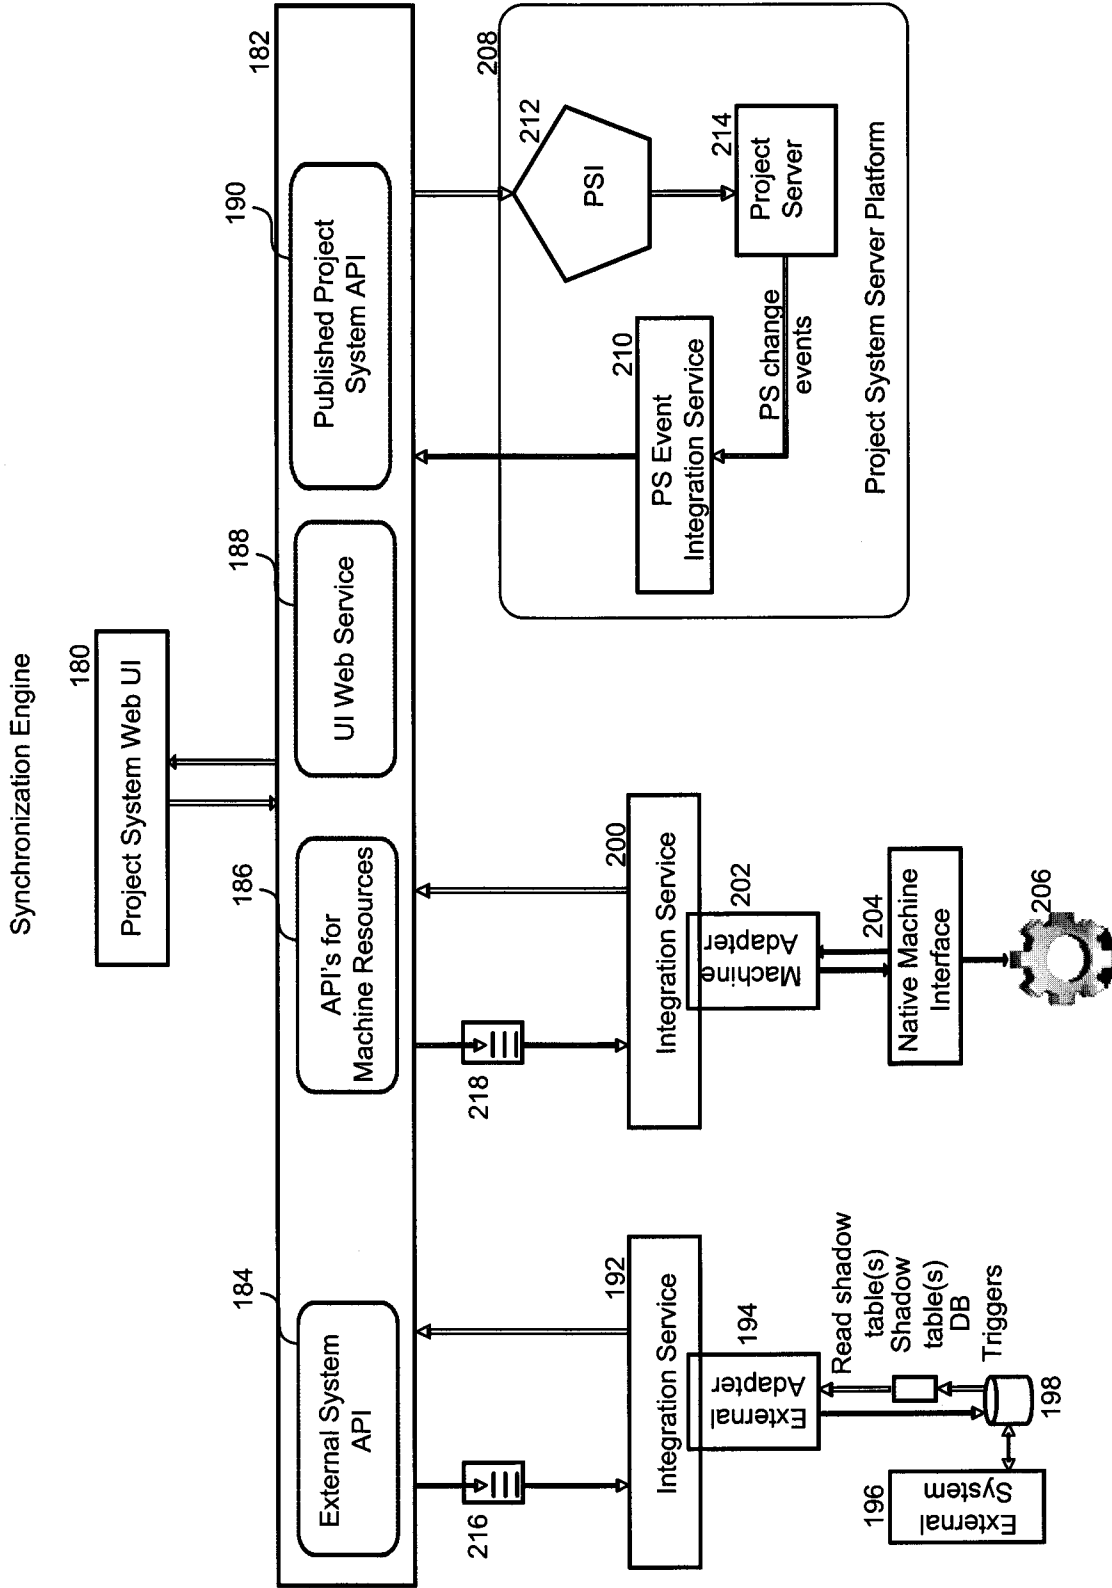 Synchronization Engine
180
Project System Web UI
182
184
External System
API
186
API's for
Machine Resources
188
UI Web Service
190
Published Project
System API
216
218
192
Integration Service
194
External
Adapter
Read shadow
table(s)
Shadow
table(s)
DB
Triggers
196
External
System
198
200
Integration Service
202
Machine
Adapter
204
Native Machine
Interface
206
208
210
PS Event
Integration Service
212
PSI
214
Project
Server
PS change
events
Project System Server Platform